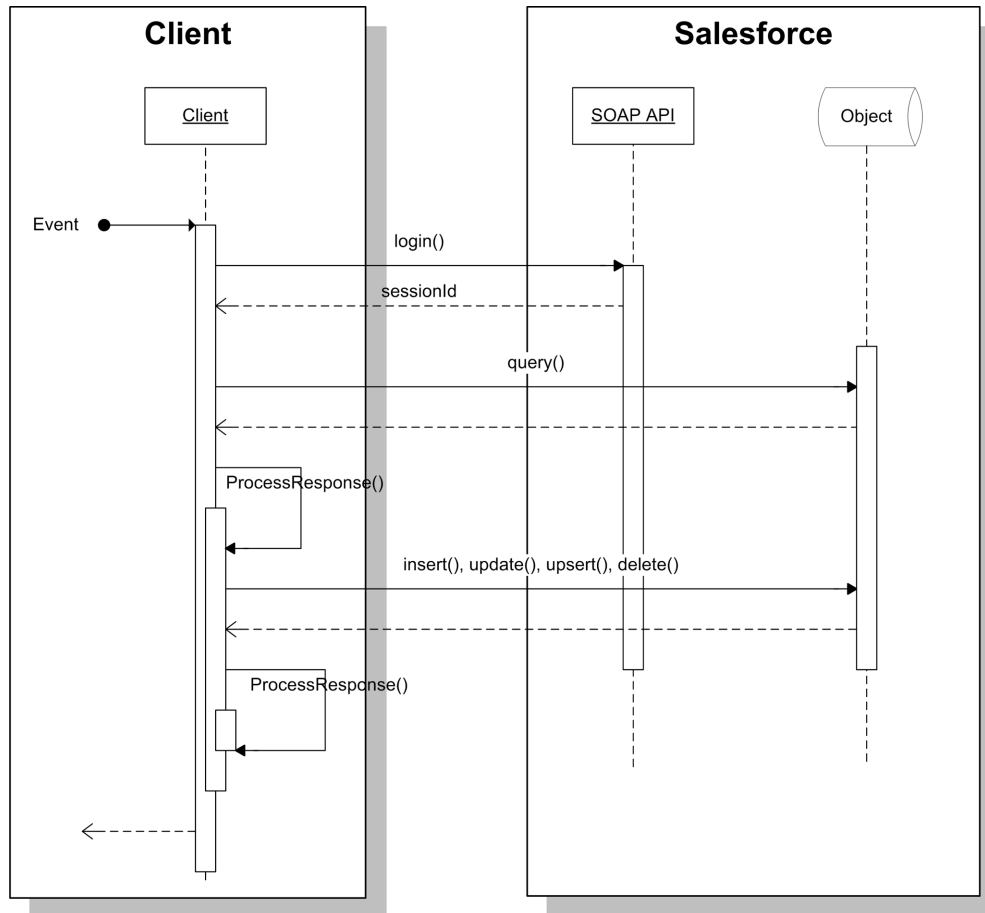 Client
Salesforce
Client
SOAP API
Object
Event
login()
sessionId
query()
ProcessResponse()
insert(), update(), upsert(), delete()
ProcessResponse()